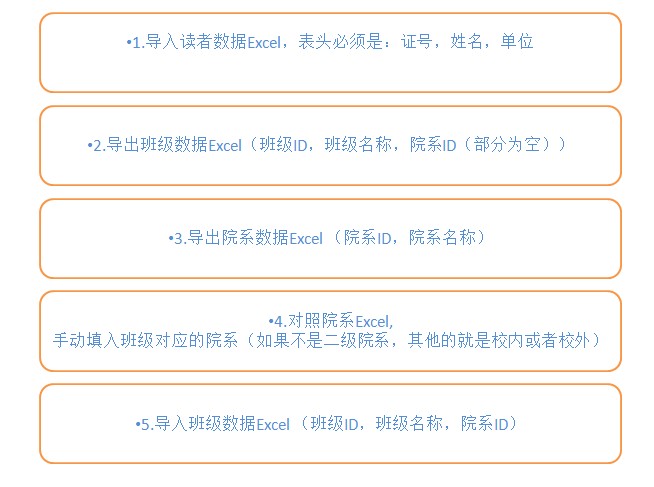 •1.导入读者数据Excel，表头必须是：证号，姓名，单位
•2.导出班级数据Excel（班级ID，班级名称，院系ID（部分为空））
•3.导出院系数据Excel （院系ID，院系名称）
•4.对照院系Excel,
手动填入班级对应的院系（如果不是二级院系，其他的就是校内或者校外）
•5.导入班级数据Excel （班级ID，班级名称，院系ID）